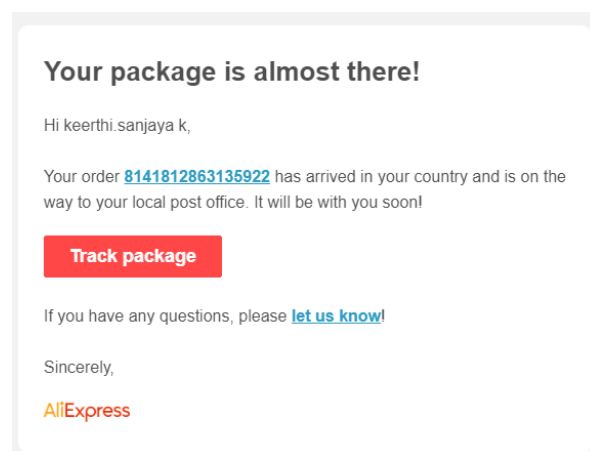 Your package is almost there!
Hi keerthi.sanjaya k,
Your order 8141812863135922 has arrived in your country and is on the
way to your local post office. It will be with you soon!
Track package
If you have any questions, please let us know!
Sincerely,
AliExpress